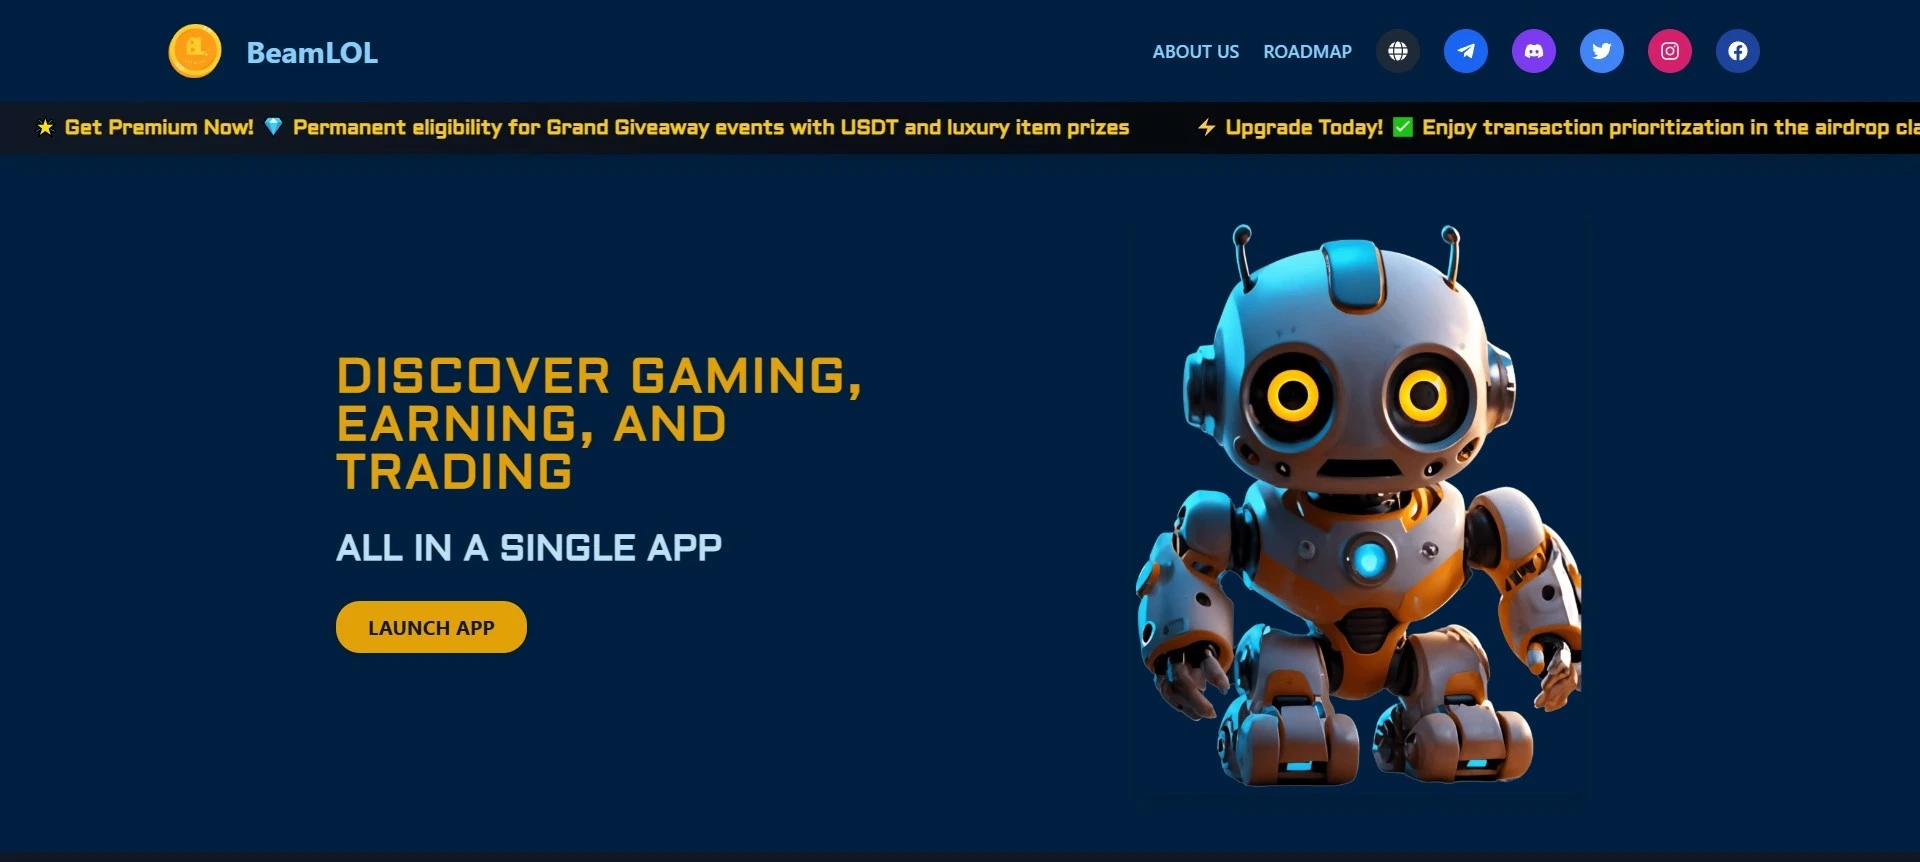 BL
BeamLOL
ABOUT US
ROADMAP
🌟 Get Premium Now! 💎 Permanent eligibility for Grand Giveaway events with USDT and luxury item prizes
⚡ Upgrade Today! ✅ Enjoy transaction prioritization in the airdrop cla
DISCOVER GAMING,
EARNING, AND
TRADING
ALL IN A SINGLE APP
LAUNCH APP